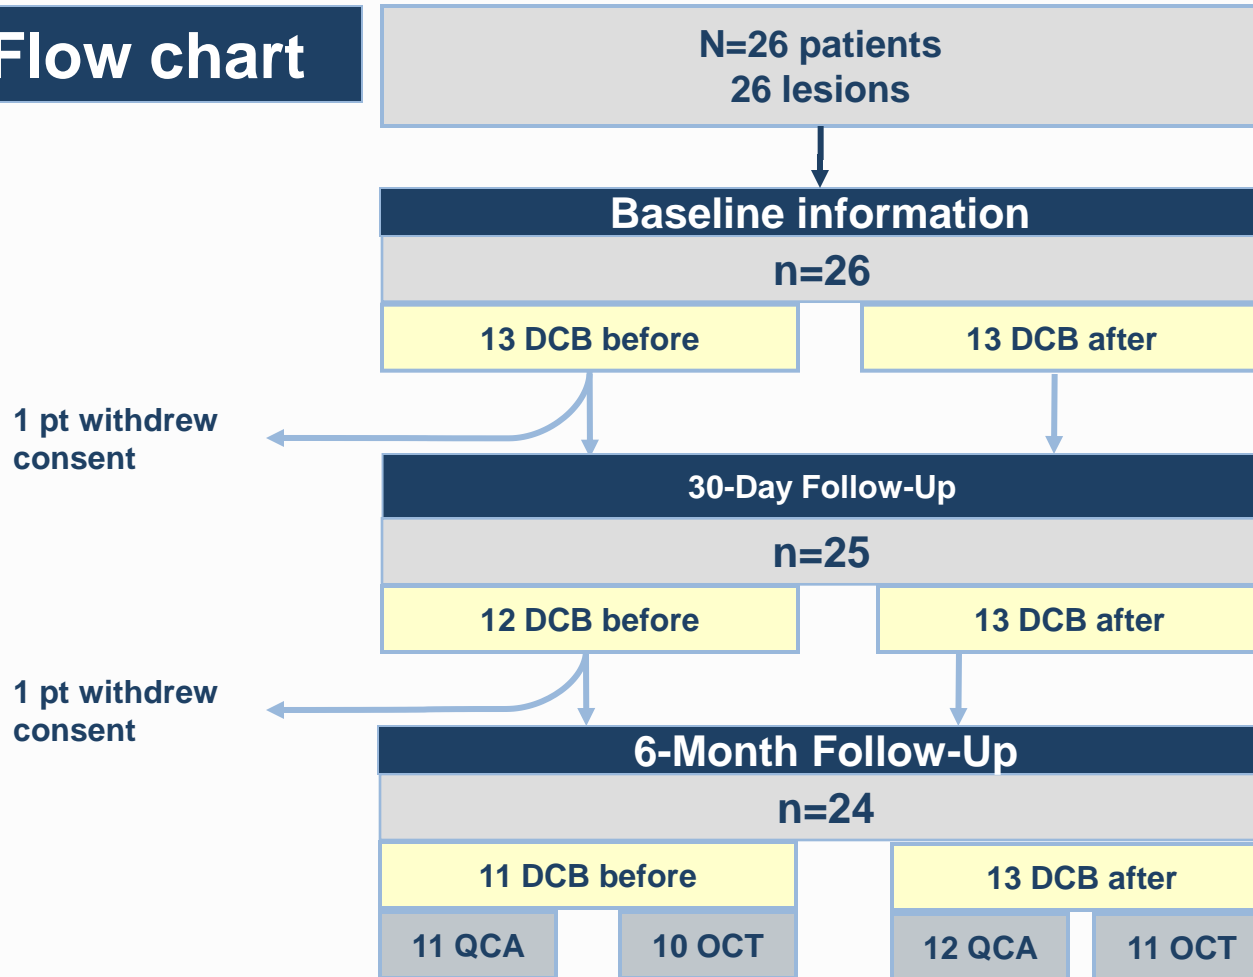 Flow chart
N=26 patients
26 lesions
Baseline information
n=26
13 DCB before
13 DCB after
1 pt withdrew
consent
30-Day Follow-Up
n=25
12 DCB before
13 DCB after
1 pt withdrew
consent
6-Month Follow-Up
n=24
11 DCB before
13 DCB after
11 QCA
10 OCT
12 QCA
11 OCT